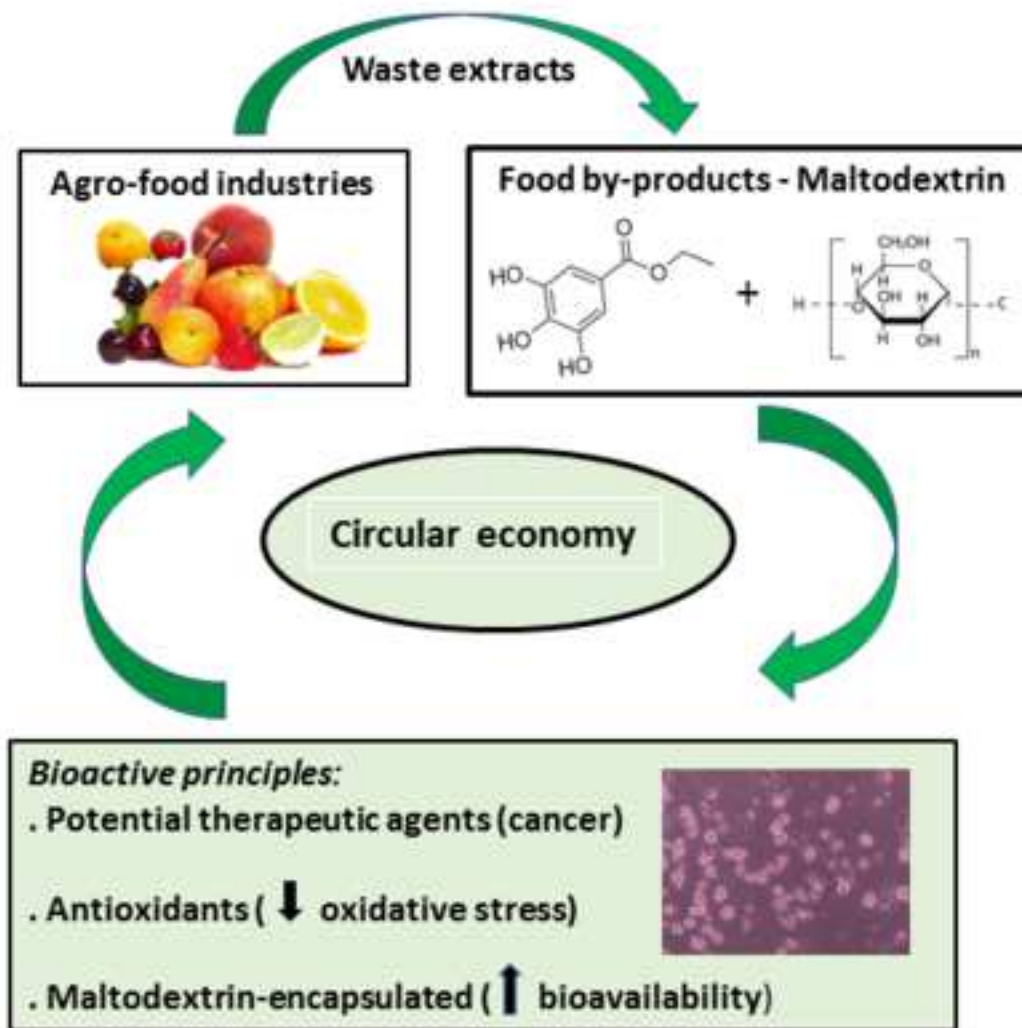 Waste extracts
Agro-food industries
Food by-products - Maltodextrin
O
O
HO
HO
HO
+
H
CH₂OH
O
H
H
OH
H
H
O
H
OH
n
C
Circular economy
Bioactive principles:
. Potential therapeutic agents (cancer)
. Antioxidants ( ⬇ oxidative stress)
. Maltodextrin-encapsulated ( ⬆ bioavailability)